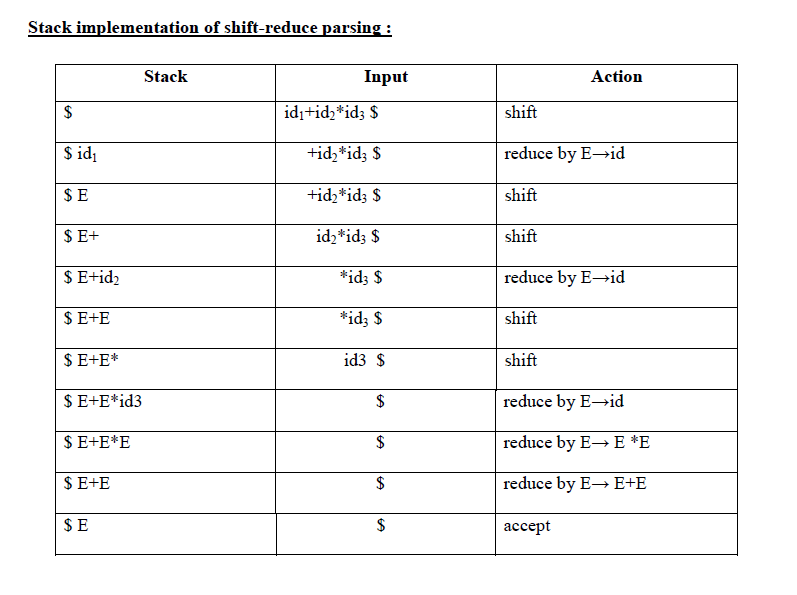 Stack implementation of shift-reduce parsing :
Stack Input Action
$ id₁+id₂*id₃ $ shift
$ id₁ +id₂*id₃ $ reduce by E→id
$ E +id₂*id₃ $ shift
$ E+ id₂*id₃ $ shift
$ E+id₂ *id₃ $ reduce by E→id
$ E+E *id₃ $ shift
$ E+E* id3 $ shift
$ E+E*id3 $ reduce by E→id
$ E+E*E $ reduce by E→ E *E
$ E+E $ reduce by E→ E+E
$ E $ accept